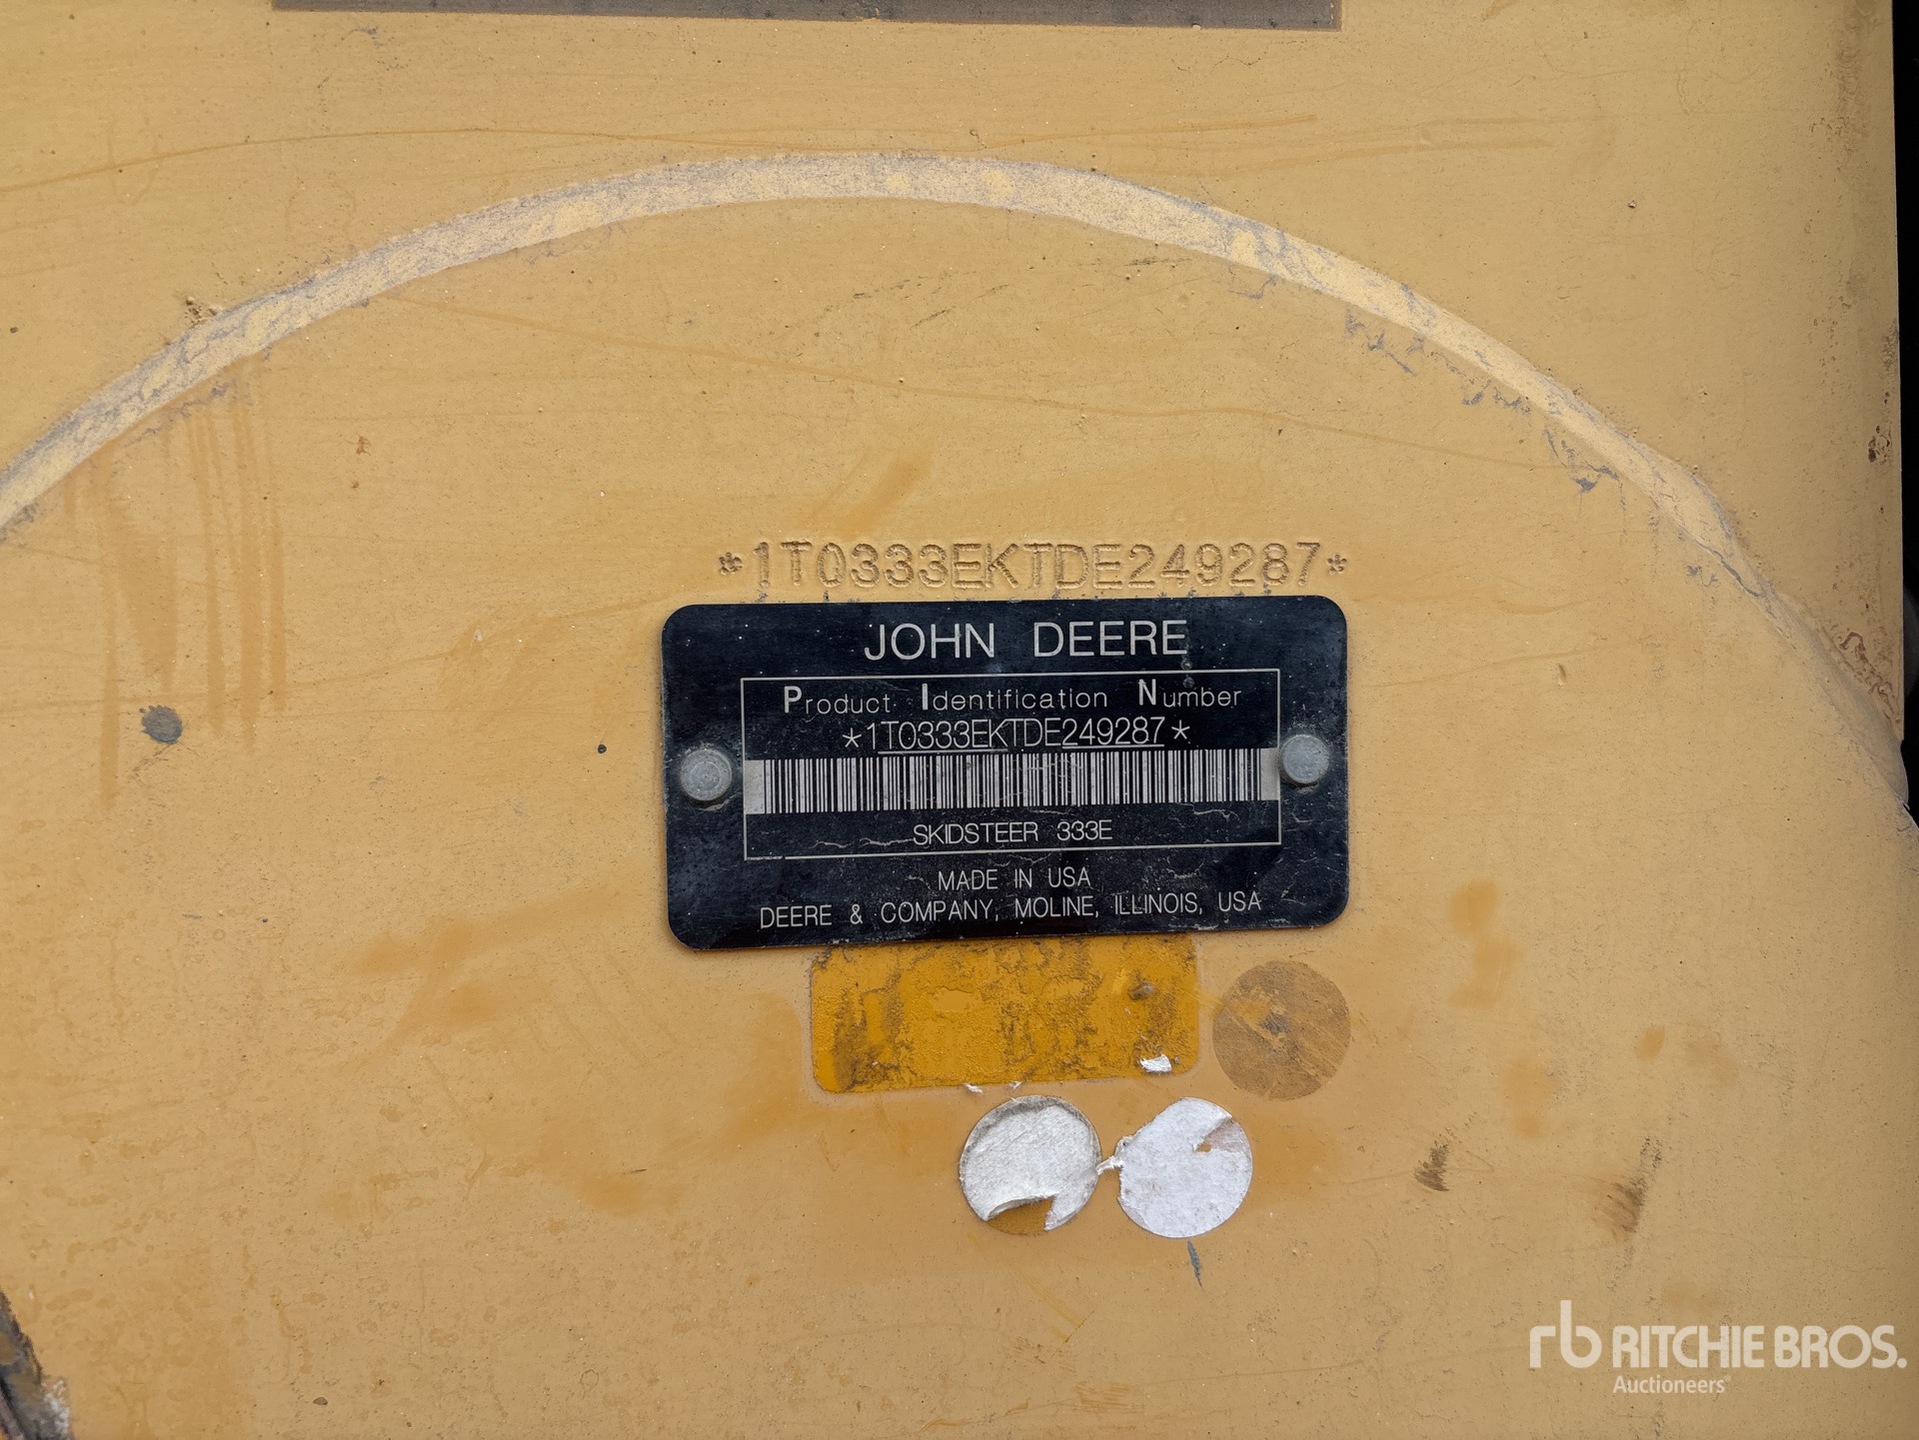 *1T0333EKTDE249287*
JOHN DEERE
Product Identification Number
*1T0333EKTDE249287*
SKIDSTEER 333E
MADE IN USA
DEERE & COMPANY, MOLINE, ILLINOIS, USA
rb RITCHIE BROS.
Auctioneers